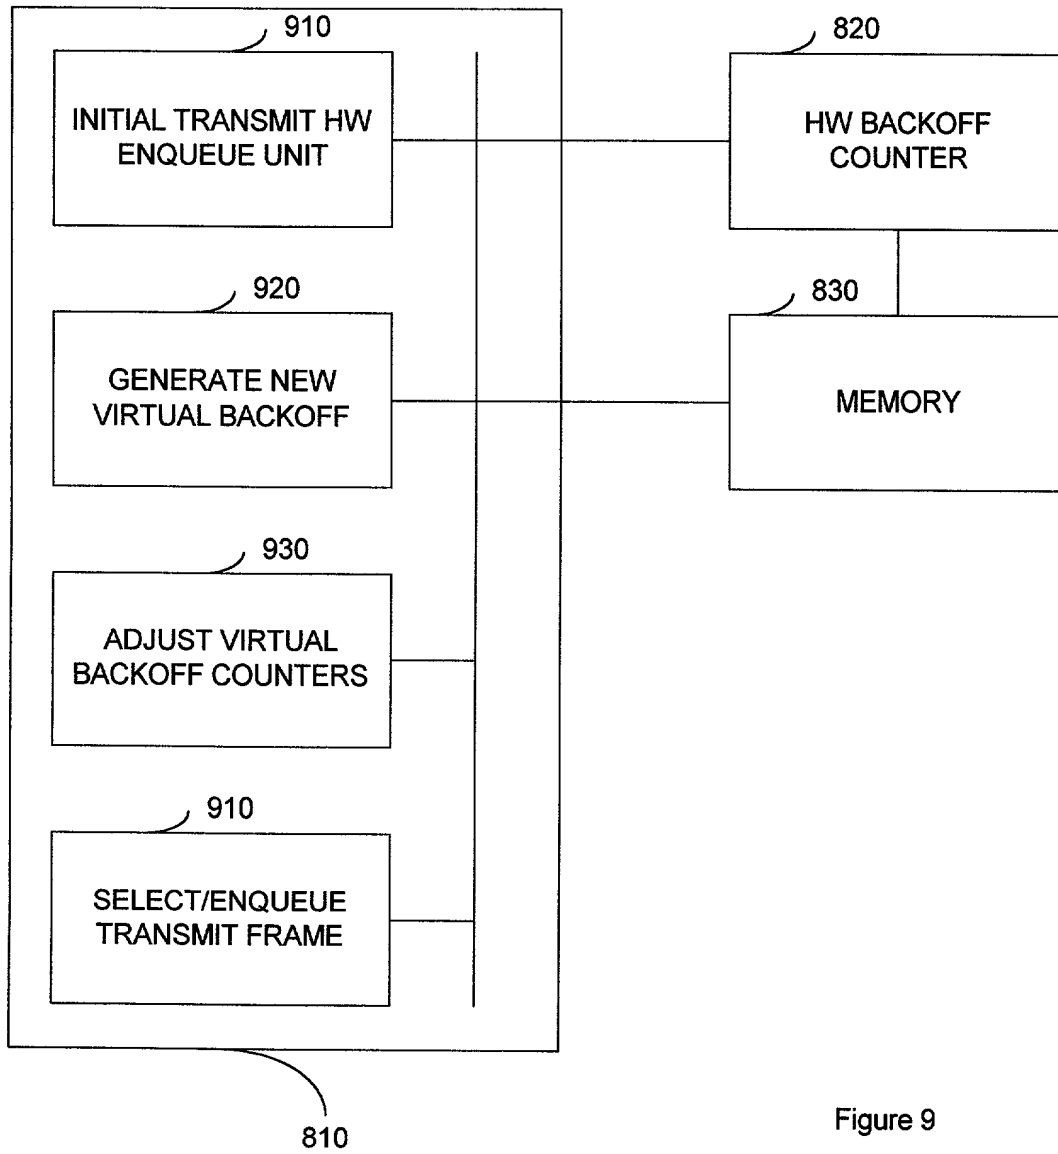 910
INITIAL TRANSMIT HW
ENQUEUE UNIT
820
HW BACKOFF
COUNTER
920
GENERATE NEW
VIRTUAL BACKOFF
830
MEMORY
930
ADJUST VIRTUAL
BACKOFF COUNTERS
910
SELECT/ENQUEUE
TRANSMIT FRAME
810
Figure 9